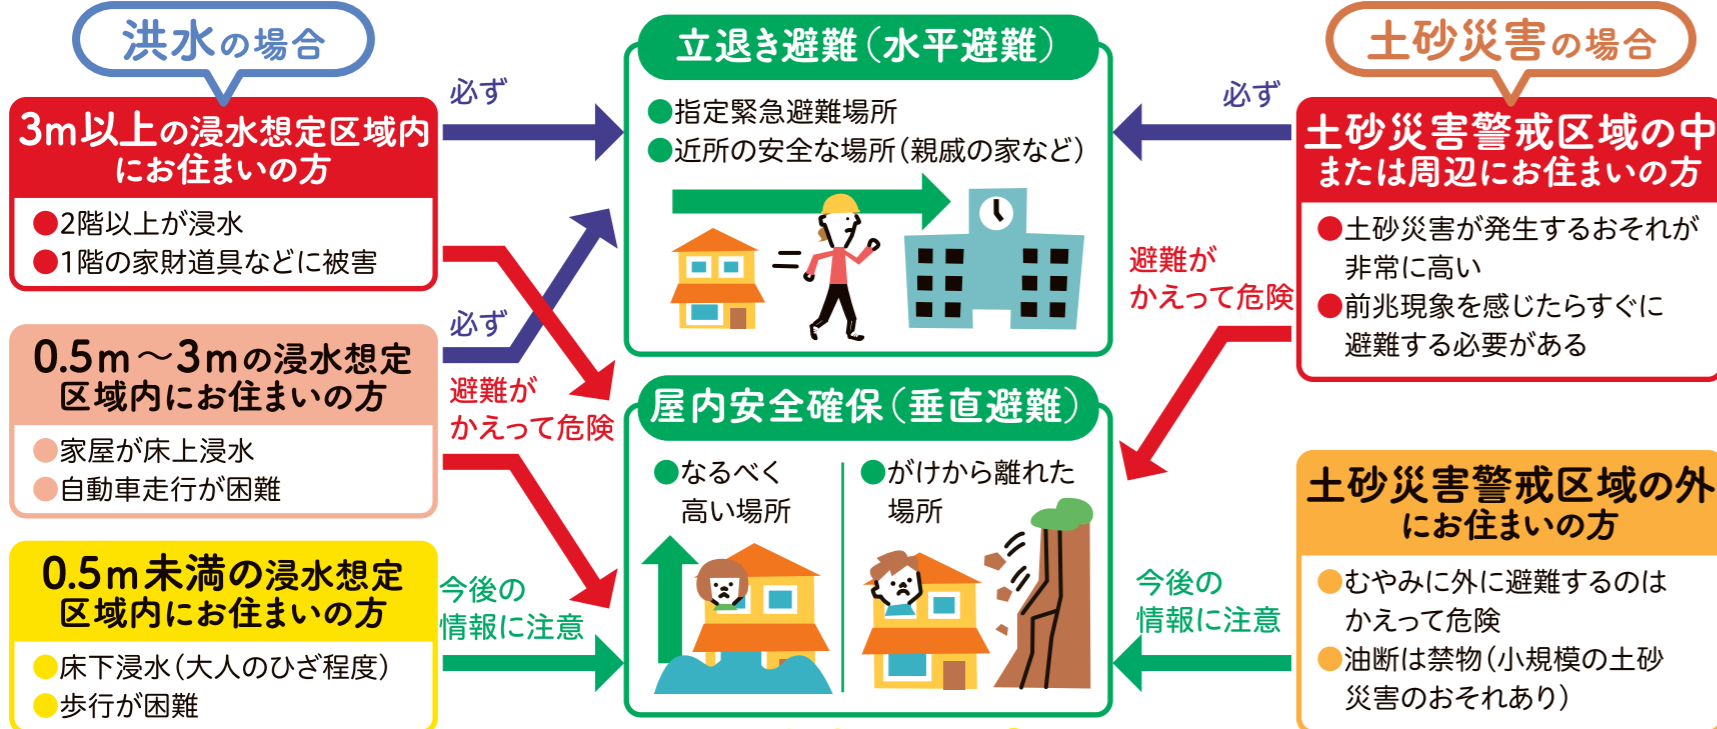 洪水の場合
3m以上の浸水想定区域内
にお住まいの方
●2階以上が浸水
●1階の家財道具などに被害
0.5m～3mの浸水想定
区域内にお住まいの方
●家屋が床上浸水
●自動車走行が困難
0.5m未満の浸水想定
区域内にお住まいの方
●床下浸水（大人のひざ程度）
●歩行が困難
必ず
必ず
避難が
かえって危険
今後の
情報に注意
立退き避難（水平避難）
●指定緊急避難場所
●近所の安全な場所（親戚の家など）
屋内安全確保（垂直避難）
●なるべく
高い場所
●がけから離れた
場所
必ず
避難が
かえって危険
今後の
情報に注意
土砂災害の場合
土砂災害警戒区域の中
または周辺にお住まいの方
●土砂災害が発生するおそれが
非常に高い
●前兆現象を感じたらすぐに
避難する必要がある
土砂災害警戒区域の外
にお住まいの方
●むやみに外に避難するのは
かえって危険
●油断は禁物（小規模の土砂
災害のおそれあり）